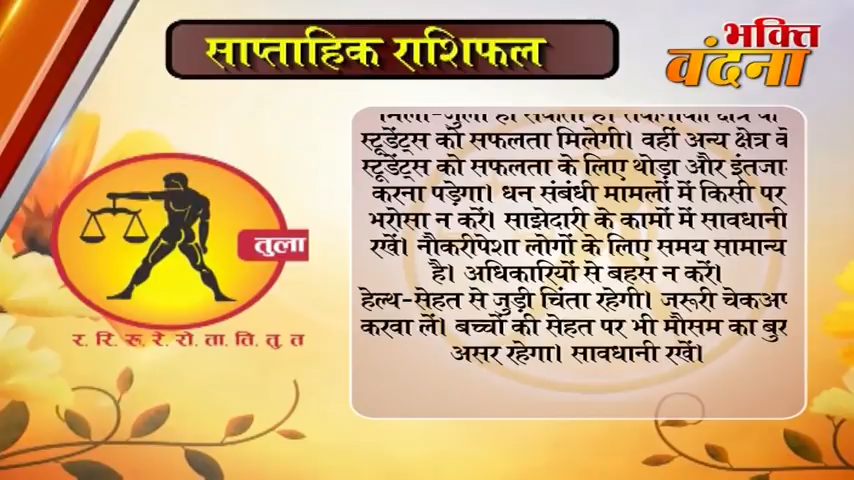 साप्ताहिक राशिफल
भक्ति
वंदना
स्टूडेंट्स को सफलता मिलेगी। वहीं अन्य क्षेत्र वे
स्टूडेंट्स को सफलता के लिए थोड़ा और इंतजा
करना पड़ेगा। धन संबंधी मामलों में किसी पर
भरोसा न करें। साझेदारी के कामों में सावधानी
रखें। नौकरीपेशा लोगों के लिए समय सामान्य
है। अधिकारियों से बहस न करें।
हेल्थ-सेहत से जुड़ी चिंता रहेगी। जरूरी चेकअप
करवा लें। बच्चों की सेहत पर भी मौसम का बुर
असर रहेगा। सावधानी रखें।
तुला
र. रि. रू. रे. रो. ता. ति. तु. त